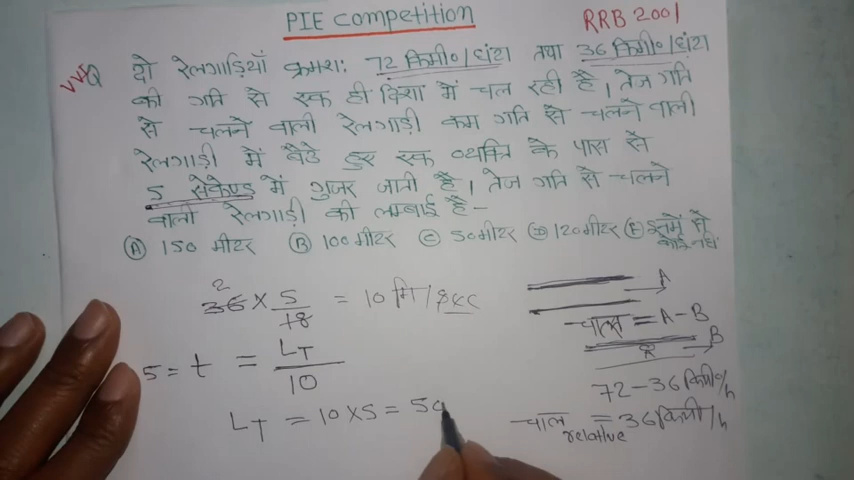 PIE Competition
RRB 2001
VVQ दो रेलगाड़ियाँ क्रमशः 72 किमी०/घंटा तथा 36 किमी०/घंटा
की गति से एक ही दिशा में चल रही है। तेज गति
से चलने वाली रेलगाड़ी कम गति से चलने वाली
रेलगाड़ी में बैठे हुए एक व्यक्ति के पास से
5 सेकेण्ड में गुजर जाती है। तेज गति से चलने
वाली रेलगाड़ी की लम्बाई है-
Ⓐ 150 मीटर Ⓑ 100 मीटर Ⓒ 50 मीटर Ⓓ 120 मीटर Ⓔ इनमें से कोई नहीं
2
36 × 5/18 = 10 मि/sec
5 = t = LT/10
LT = 10 × 5 = 50
A
चाल = A - B
B
R
72 - 36 किमी०/h
चाल relative = 36 किमी/h